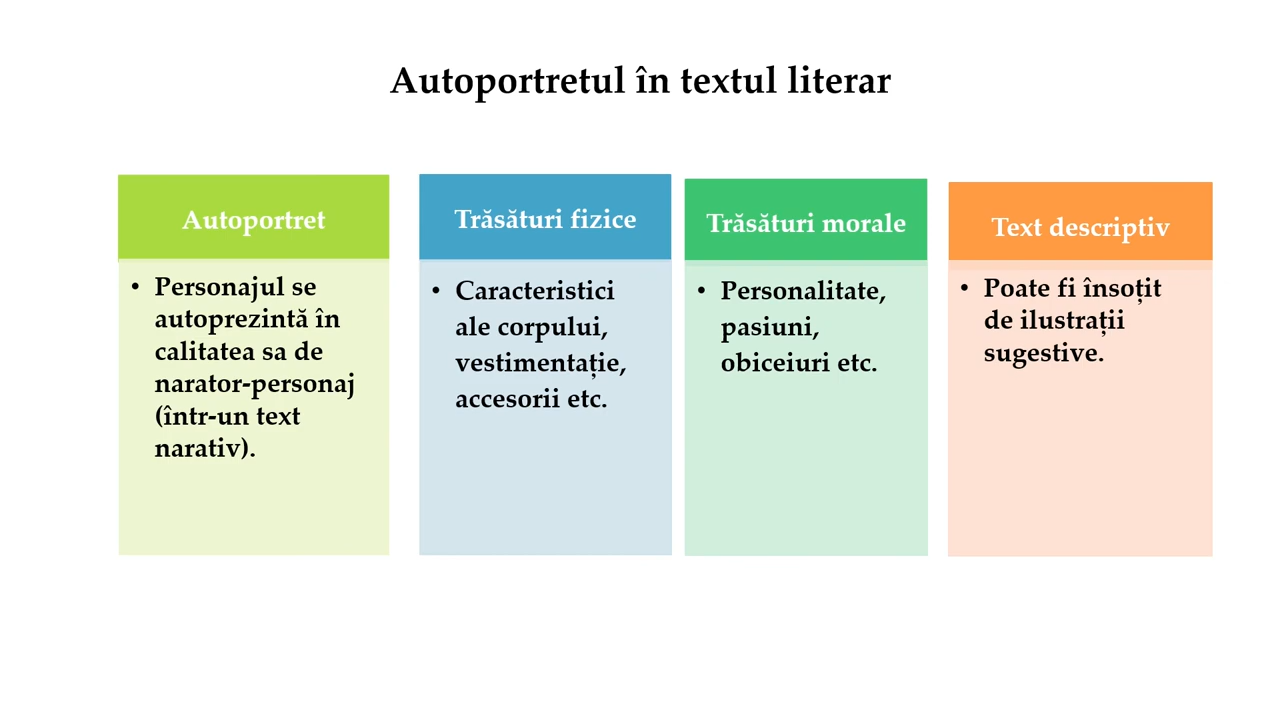 Autoportretul în textul literar
Autoportret
• Personajul se
autoprezintă în
calitatea sa de
narator-personaj
(într-un text
narativ).
Trăsături fizice
• Caracteristici
ale corpului,
vestimentație,
accesorii etc.
Trăsături morale
• Personalitate,
pasiuni,
obiceiuri etc.
Text descriptiv
• Poate fi însoțit
de ilustrații
sugestive.